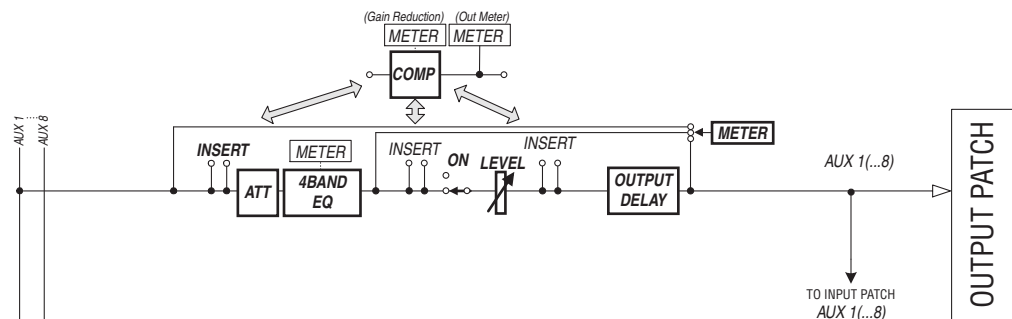 (Gain Reduction) (Out Meter)
METER METER
COMP
AUX 1
AUX 8
INSERT
METER
INSERT
ON
LEVEL
INSERT
METER
ATT
4BAND
EQ
OUTPUT
DELAY
AUX 1(...8)
TO INPUT PATCH
AUX 1(...8)
OUTPUT PATCH